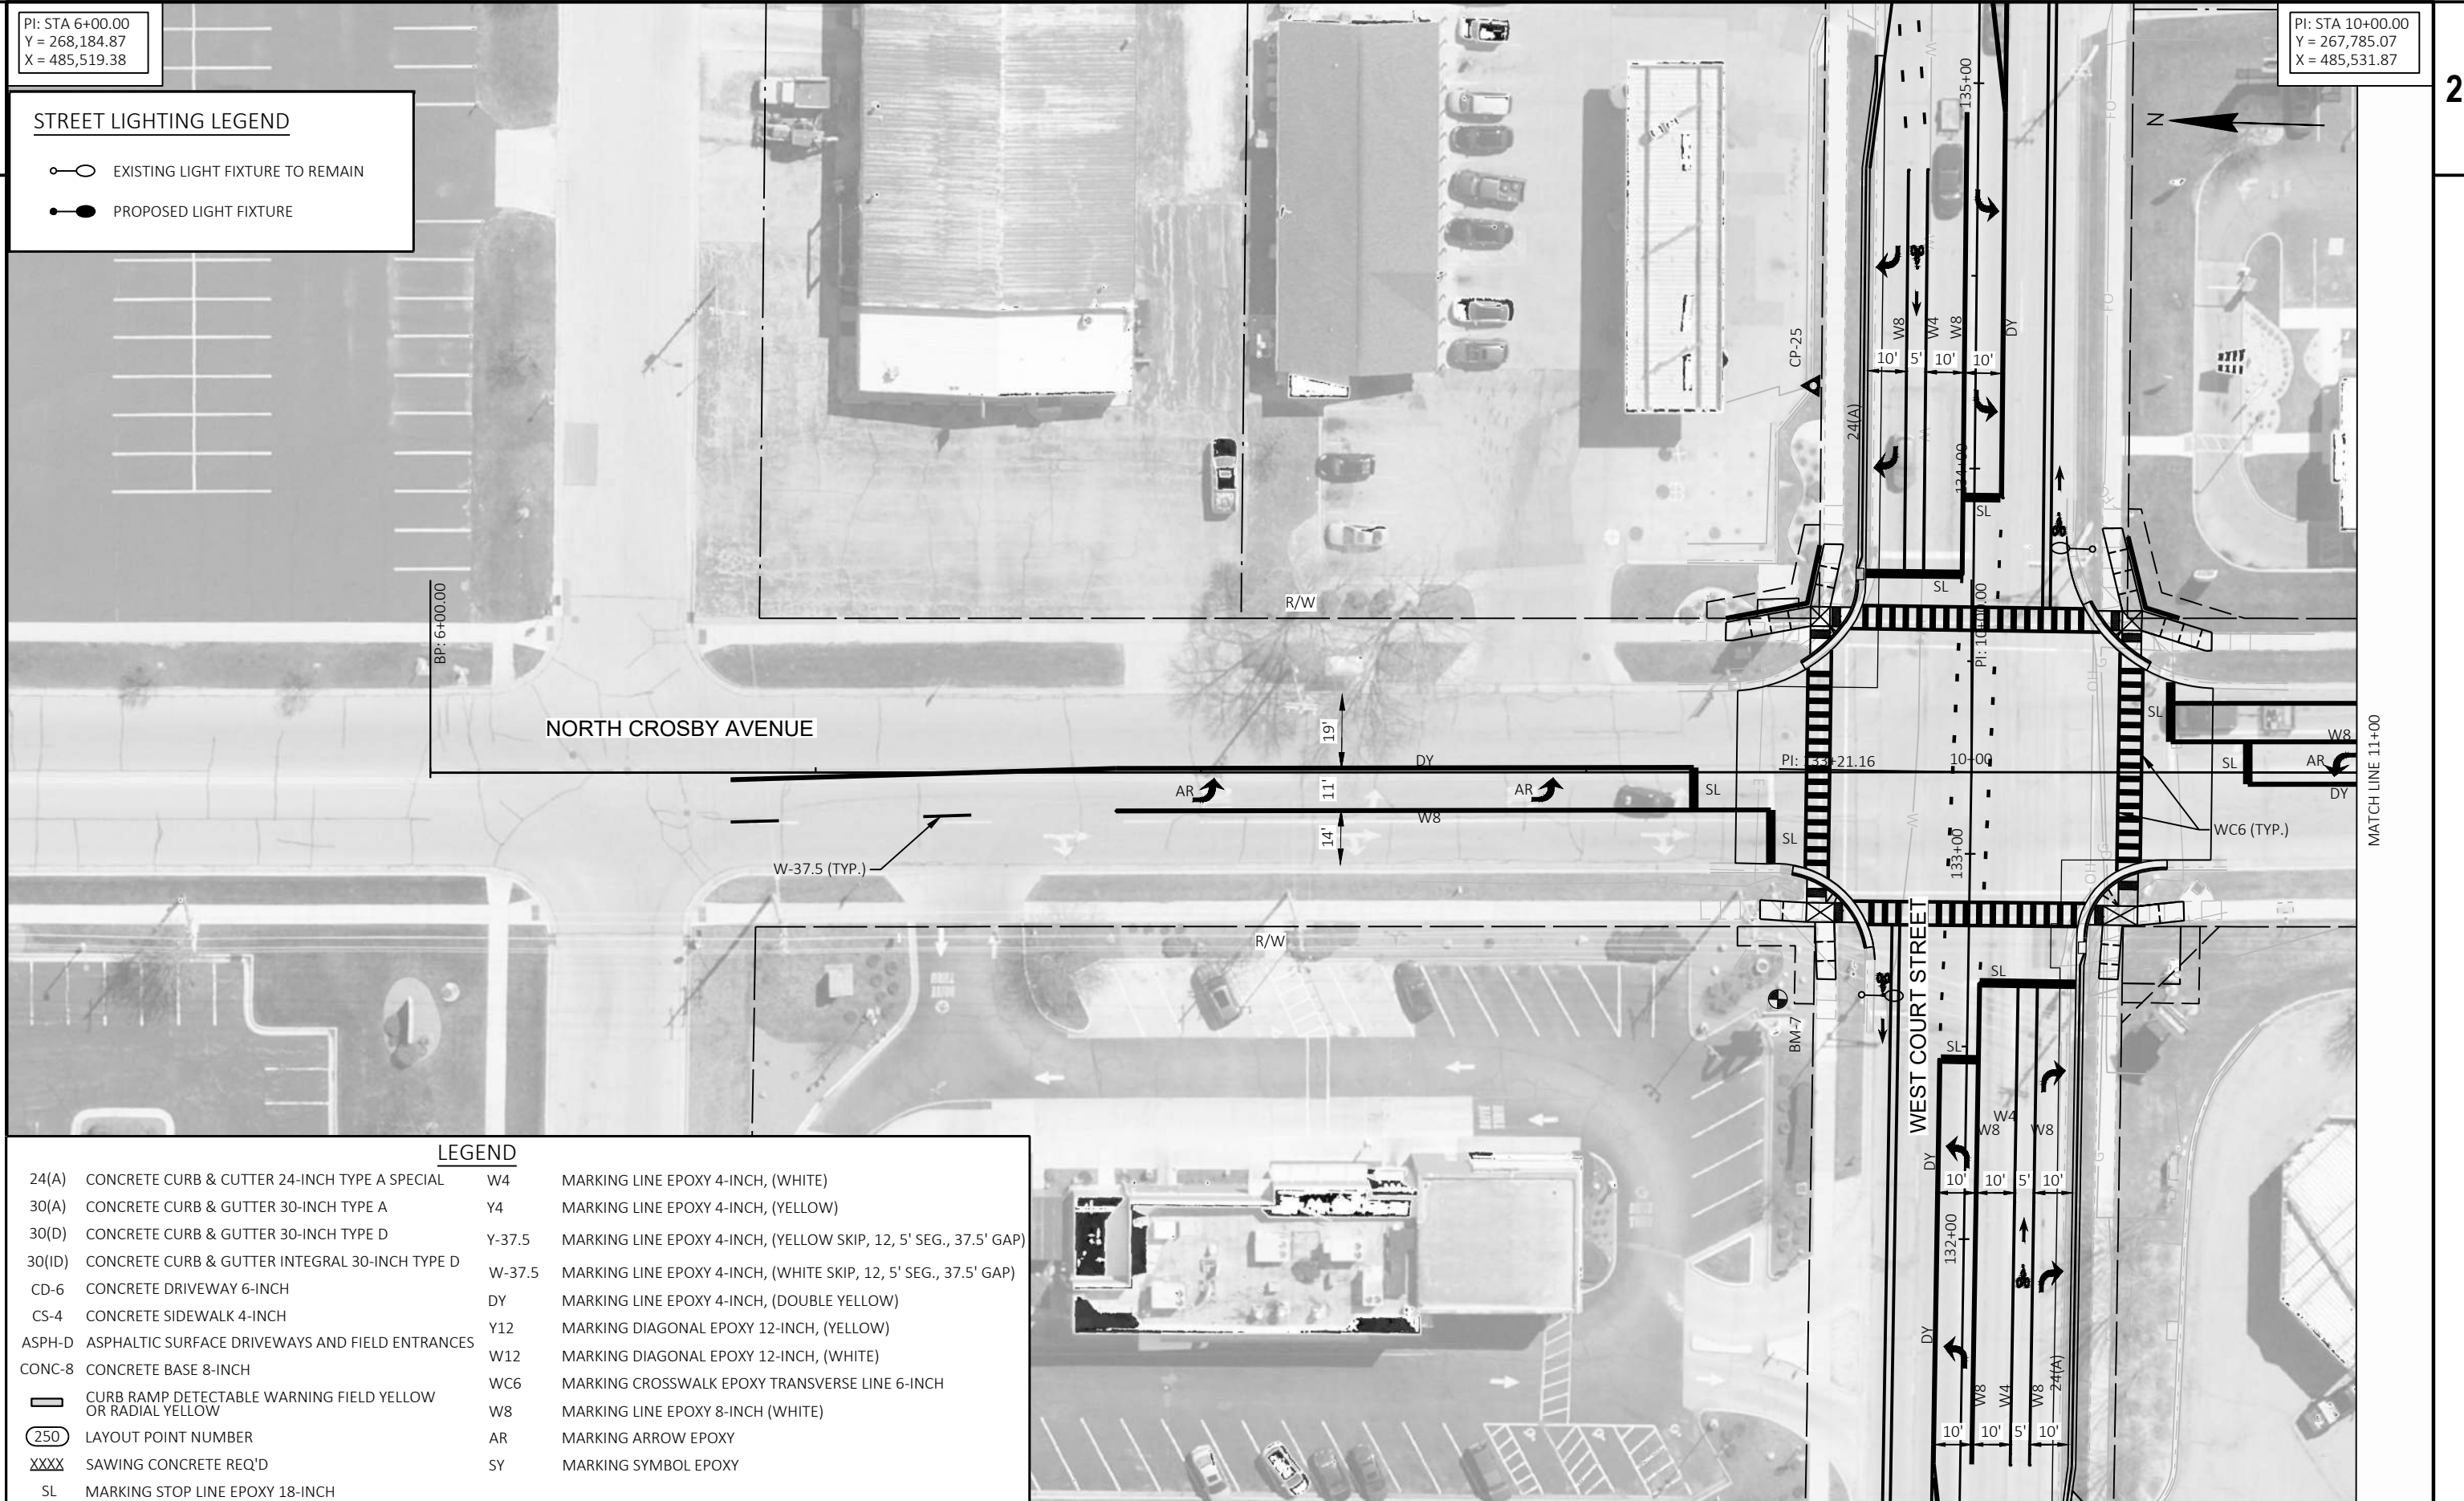 PI: STA 6+00.00
Y = 268,184.87
X = 485,519.38
PI: STA 10+00.00
Y = 267,785.07
X = 485,531.87
2
STREET LIGHTING LEGEND
EXISTING LIGHT FIXTURE TO REMAIN
PROPOSED LIGHT FIXTURE
N
135+00
W8
W4
W8
DY
10'
5'
10'
10'
CP-25
24(A)
134+00
SL
SL
R/W
BP: 6+00.00
PI: 10+00.00
NORTH CROSBY AVENUE
19'
DY
PI: 133+21.16
10+00
SL
W8
SL
AR
DY
MATCH LINE 11+00
AR
11'
AR
SL
W8
14'
SL
W-37.5 (TYP.)
133+00
WC6 (TYP.)
R/W
BM-7
WEST COURT STREET
SL
SL
W4
W8
W8
DY
10'
10'
5'
10'
132+00
DY
W8
W4
W8
24(A)
10'
10'
5'
10'
LEGEND
24(A) CONCRETE CURB & CUTTER 24-INCH TYPE A SPECIAL
30(A) CONCRETE CURB & GUTTER 30-INCH TYPE A
30(D) CONCRETE CURB & GUTTER 30-INCH TYPE D
30(ID) CONCRETE CURB & GUTTER INTEGRAL 30-INCH TYPE D
CD-6 CONCRETE DRIVEWAY 6-INCH
CS-4 CONCRETE SIDEWALK 4-INCH
ASPH-D ASPHALTIC SURFACE DRIVEWAYS AND FIELD ENTRANCES
CONC-8 CONCRETE BASE 8-INCH
CURB RAMP DETECTABLE WARNING FIELD YELLOW
OR RADIAL YELLOW
250 LAYOUT POINT NUMBER
XXXX SAWING CONCRETE REQ'D
SL MARKING STOP LINE EPOXY 18-INCH
W4 MARKING LINE EPOXY 4-INCH, (WHITE)
Y4 MARKING LINE EPOXY 4-INCH, (YELLOW)
Y-37.5 MARKING LINE EPOXY 4-INCH, (YELLOW SKIP, 12, 5' SEG., 37.5' GAP)
W-37.5 MARKING LINE EPOXY 4-INCH, (WHITE SKIP, 12, 5' SEG., 37.5' GAP)
DY MARKING LINE EPOXY 4-INCH, (DOUBLE YELLOW)
Y12 MARKING DIAGONAL EPOXY 12-INCH, (YELLOW)
W12 MARKING DIAGONAL EPOXY 12-INCH, (WHITE)
WC6 MARKING CROSSWALK EPOXY TRANSVERSE LINE 6-INCH
W8 MARKING LINE EPOXY 8-INCH (WHITE)
AR MARKING ARROW EPOXY
SY MARKING SYMBOL EPOXY